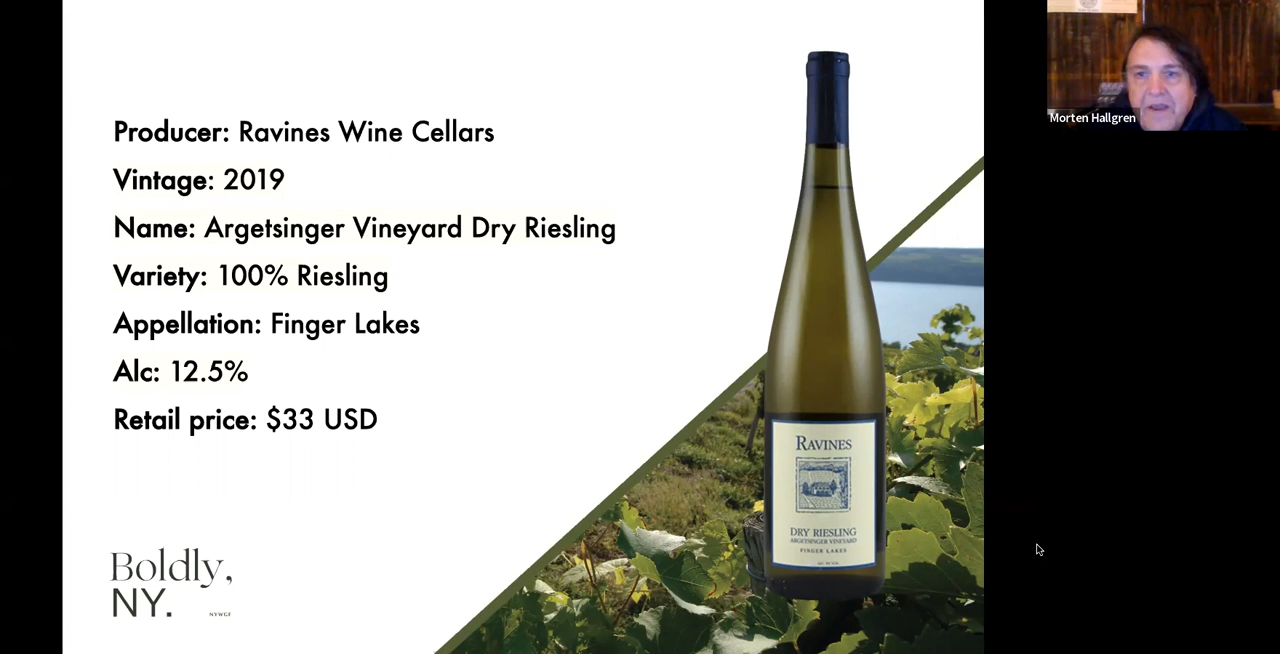 Producer: Ravines Wine Cellars
Vintage: 2019
Name: Argetsinger Vineyard Dry Riesling
Variety: 100% Riesling
Appellation: Finger Lakes
Alc: 12.5%
Retail price: $33 USD
Boldly,
NY.
NYWGF
RAVINES
DRY RIESLING
ARGETSINGER VINEYARD
FINGER LAKES
Morten Hallgren